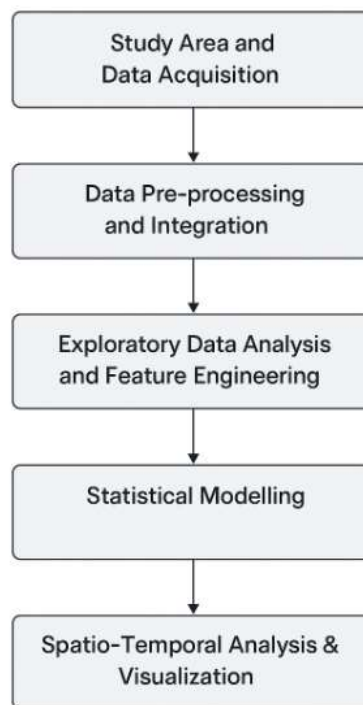 Study Area and
Data Acquisition
Data Pre-processing
and Integration
Exploratory Data Analysis
and Feature Engineering
Statistical Modelling
Spatio-Temporal Analysis &
Visualization